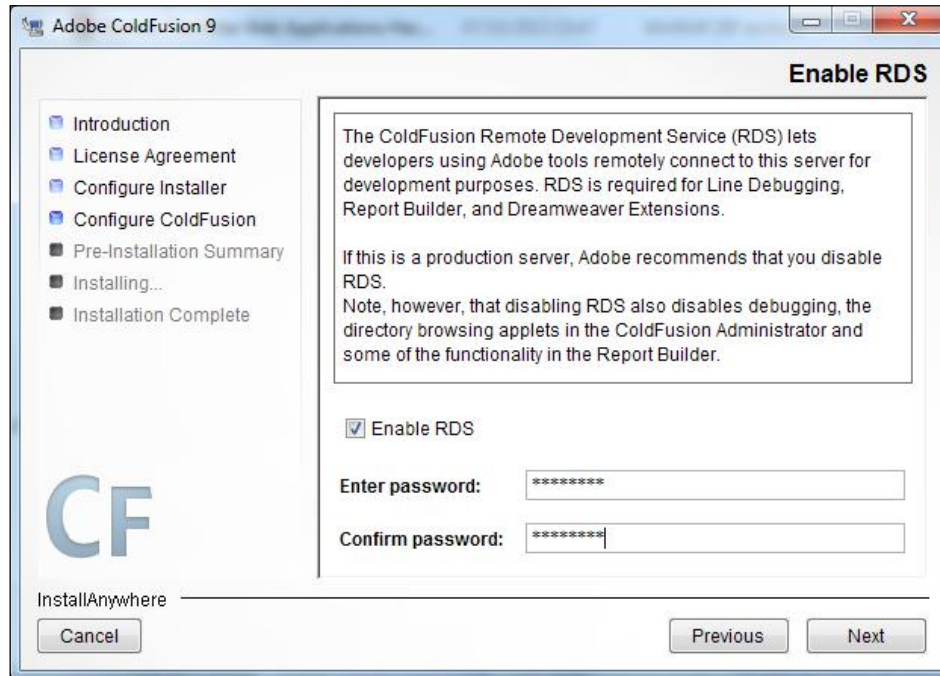 Adobe ColdFusion 9
Enable RDS
Introduction
License Agreement
Configure Installer
Configure ColdFusion
Pre-Installation Summary
Installing...
Installation Complete
The ColdFusion Remote Development Service (RDS) lets
developers using Adobe tools remotely connect to this server for
development purposes. RDS is required for Line Debugging,
Report Builder, and Dreamweaver Extensions.
If this is a production server, Adobe recommends that you disable
RDS.
Note, however, that disabling RDS also disables debugging, the
directory browsing applets in the ColdFusion Administrator and
some of the functionality in the Report Builder.
Enable RDS
Enter password: ********
Confirm password: ********
CF
InstallAnywhere
Cancel Previous Next